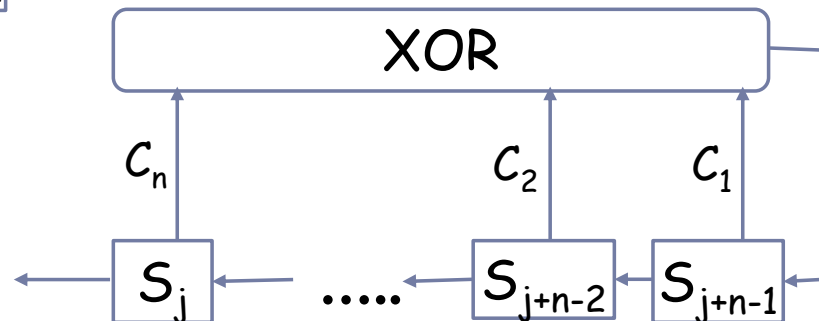 XOR
Cₙ C₂ C₁
Sⱼ ..... Sⱼ₊ₙ₋₂ Sⱼ₊ₙ₋₁